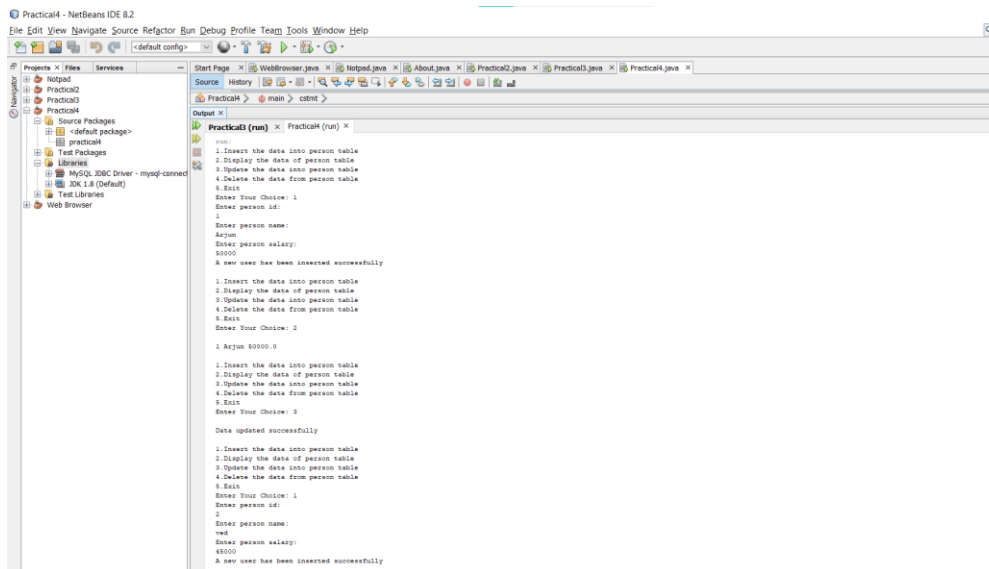 Practical4 - NetBeans IDE 8.2
File Edit View Navigate Source Refactor Run Debug Profile Team Tools Window Help
<default config>
Projects Files Services
Start Page WebBrowser.java Notpad.java About.java Practical2.java Practical3.java Practical4.java
Navigator
Notpad
Practical2
Practical3
Practical4
Source Packages
<default package>
practical4
Test Packages
Libraries
MySQL JDBC Driver - mysql-connect
JDK 1.8 (Default)
Test Libraries
Web Browser
Source History
Practical4 main cstmt
Output
Practical3 (run) Practical4 (run)
run:
1.Insert the data into person table
2.Display the data of person table
3.Update the data into person table
4.Delete the data from person table
5.Exit
Enter Your Choice: 1
Enter person id:
1
Enter person name:
Arjun
Enter person salary:
50000
A new user has been inserted successfully
1.Insert the data into person table
2.Display the data of person table
3.Update the data into person table
4.Delete the data from person table
5.Exit
Enter Your Choice: 2
1 Arjun 50000.0
1.Insert the data into person table
2.Display the data of person table
3.Update the data into person table
4.Delete the data from person table
5.Exit
Enter Your Choice: 3
Data updated successfully
1.Insert the data into person table
2.Display the data of person table
3.Update the data into person table
4.Delete the data from person table
5.Exit
Enter Your Choice: 1
Enter person id:
2
Enter person name:
ved
Enter person salary:
45000
A new user has been inserted successfully